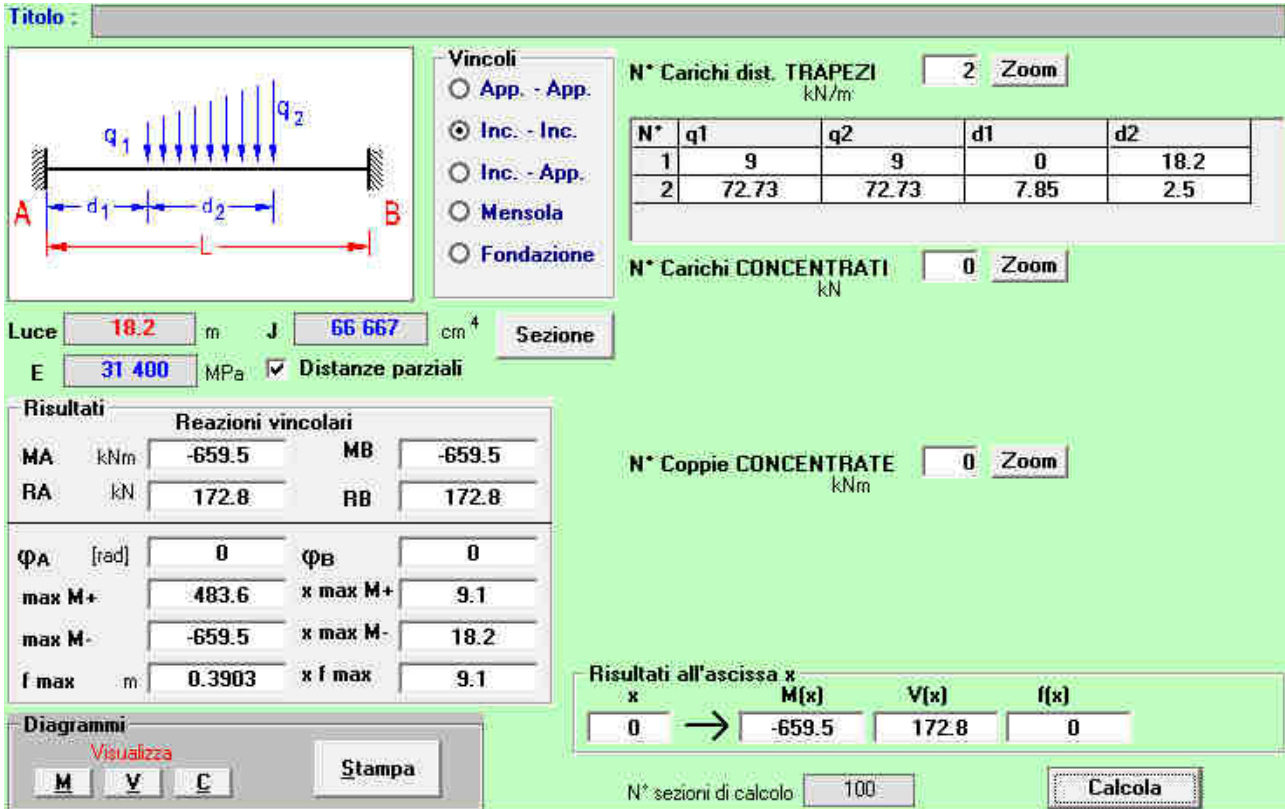 Titolo :
q1
q2
A
d1
d2
B
L
Vincoli
App. - App.
Inc. - Inc.
Inc. - App.
Mensola
Fondazione
N° Carichi dist. TRAPEZI 2 Zoom
kN/m
N° q1 q2 d1 d2
1 9 9 0 18.2
2 72.73 72.73 7.85 2.5
N° Carichi CONCENTRATI 0 Zoom
kN
Luce 18.2 m J 66 667 cm 4 Sezione
E 31 400 MPa Distanze parziali
Risultati
Reazioni vincolari
MA kNm -659.5 MB -659.5
RA kN 172.8 RB 172.8
φA [rad] 0 φB 0
max M+ 483.6 x max M+ 9.1
max M- -659.5 x max M- 18.2
f max m 0.3903 x f max 9.1
N° Coppie CONCENTRATE 0 Zoom
kNm
Risultati all'ascissa x
x M(x) V(x) f(x)
0 -659.5 172.8 0
Diagrammi
Visualizza
M V C
Stampa
N° sezioni di calcolo 100 Calcola